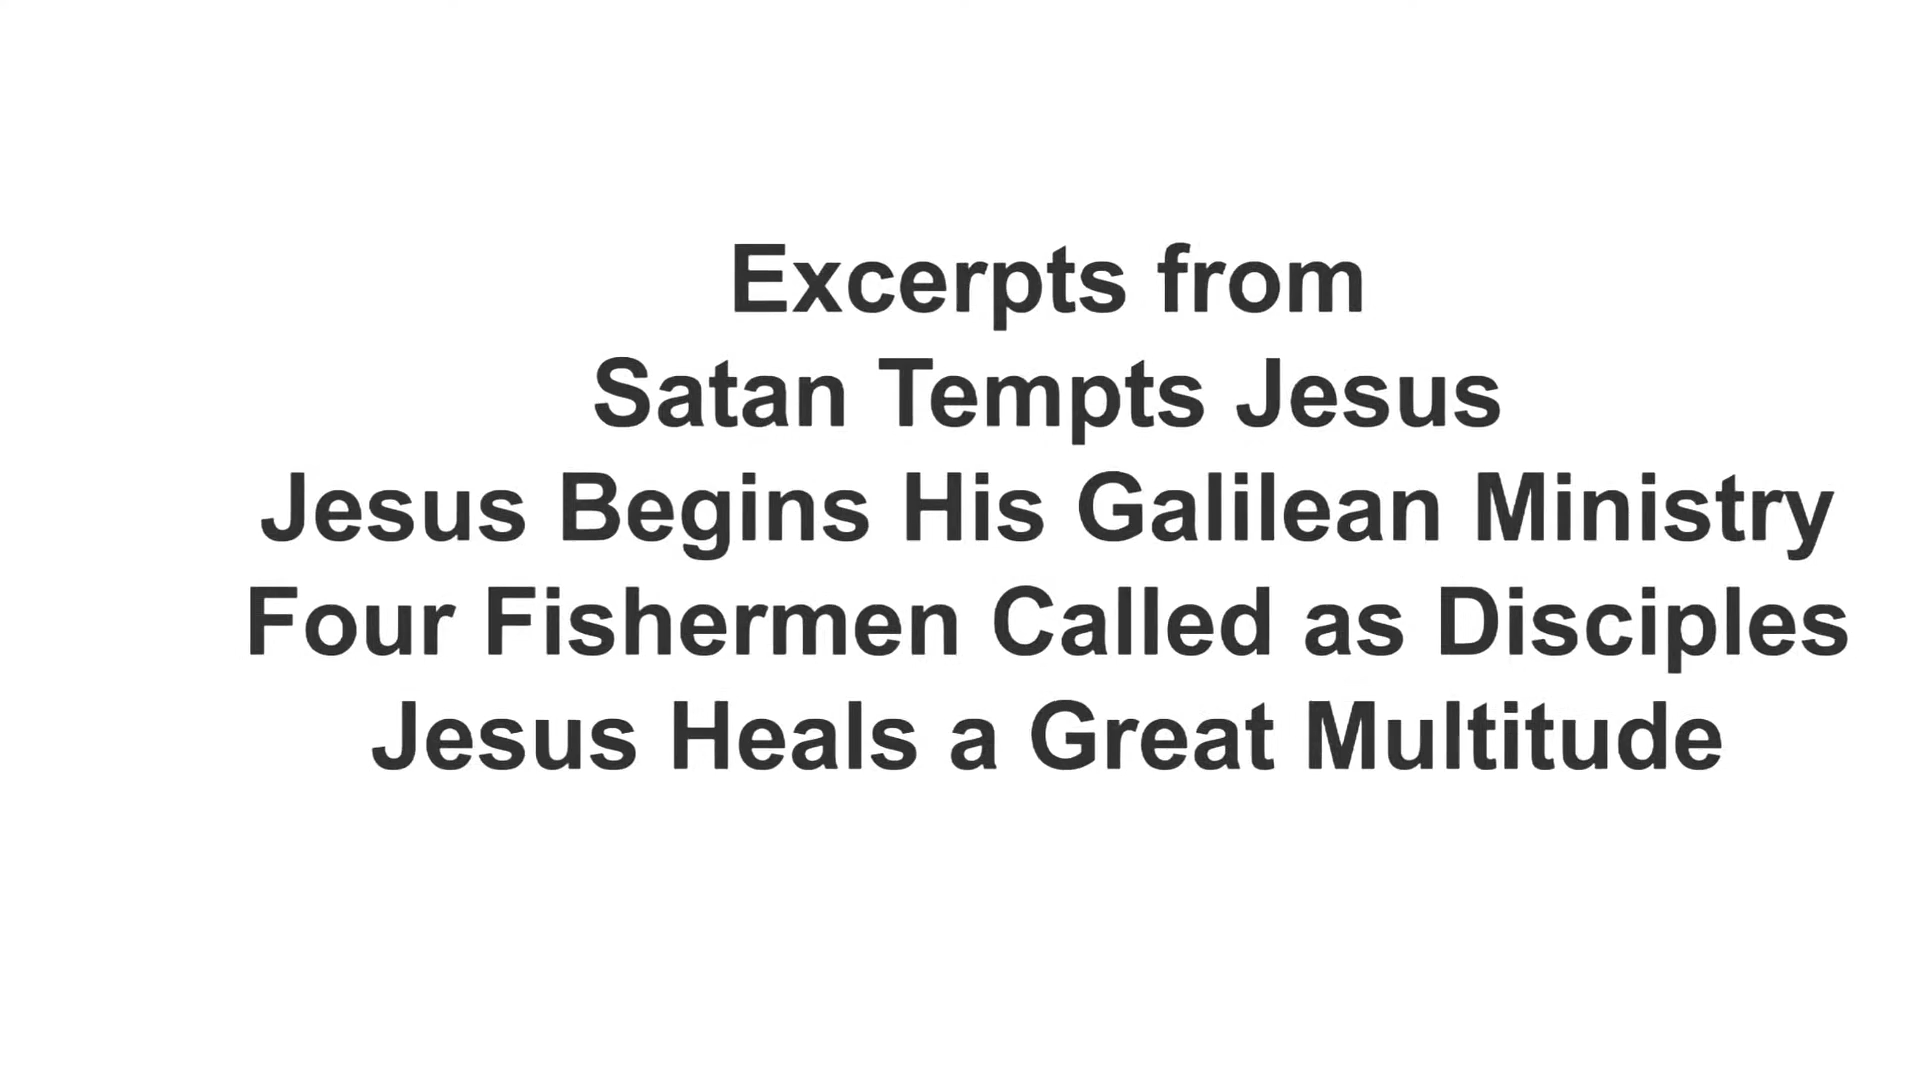 Excerpts from
Satan Tempts Jesus
Jesus Begins His Galilean Ministry
Four Fishermen Called as Disciples
Jesus Heals a Great Multitude